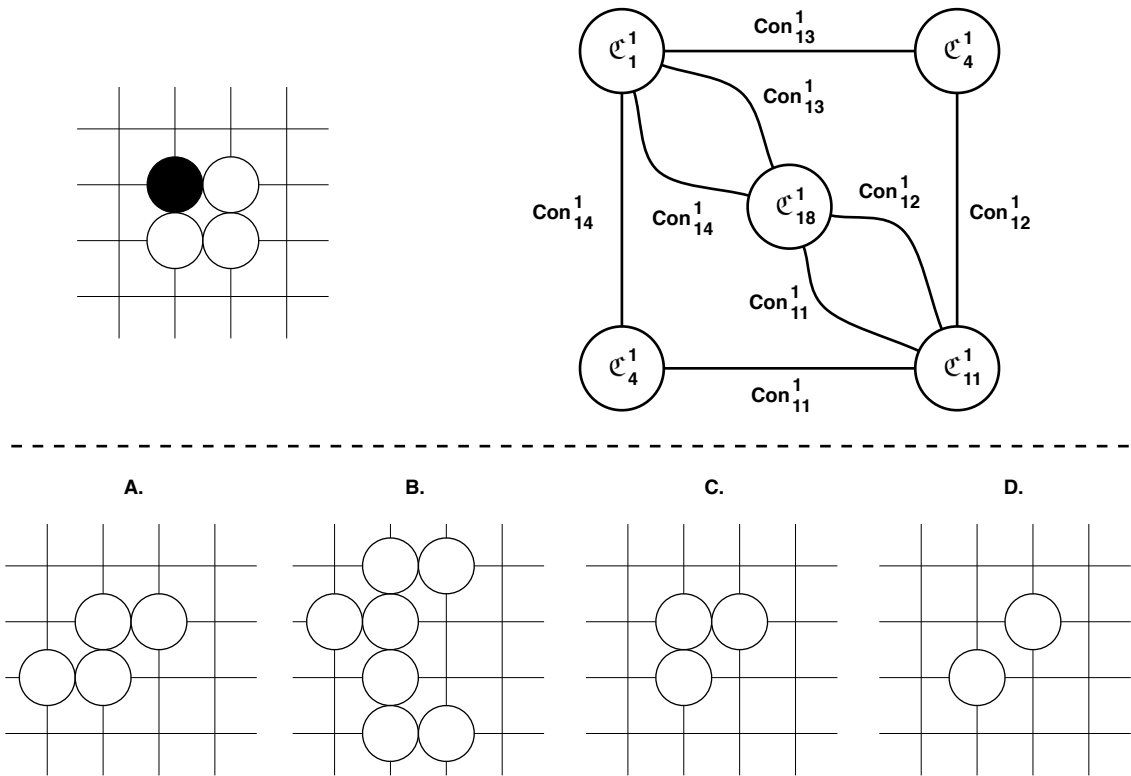 Con¹₁₃
ℭ¹₁
ℭ¹₄
Con¹₁₃
Con¹₁₂
ℭ¹₁₈
Con¹₁₄
Con¹₁₄
Con¹₁₂
Con¹₁₁
ℭ¹₄
ℭ¹₁₁
Con¹₁₁
A. B. C. D.